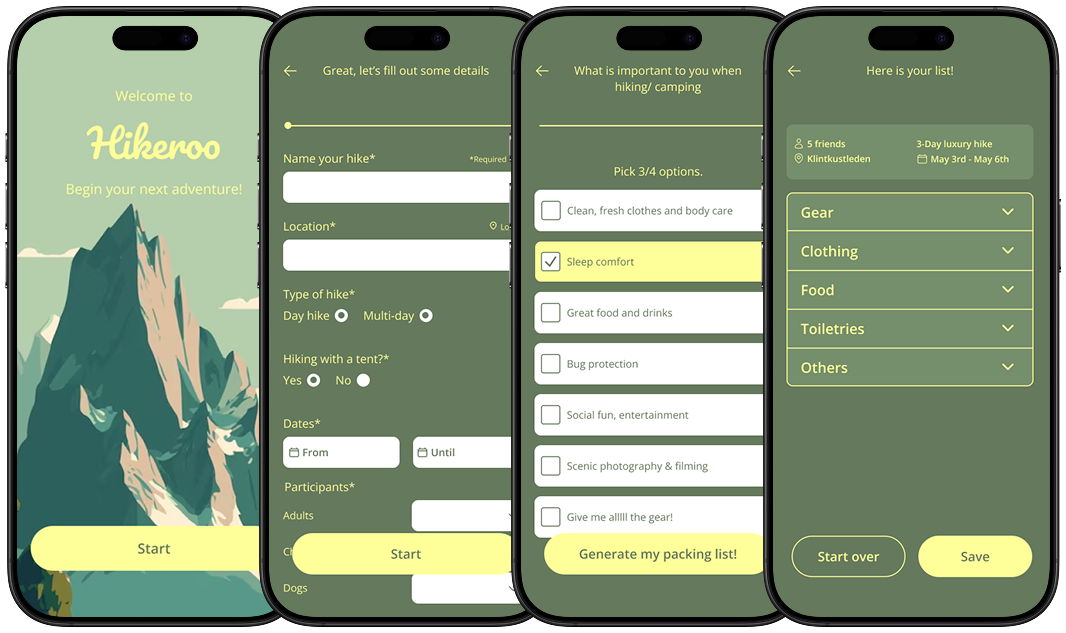 Welcome to
Hikeroo
Begin your next adventure!
Start
Great, let's fill out some details
Name your hike*
*Required
Location*
Type of hike*
Day hike
Multi-day
Hiking with a tent?*
Yes
No
Dates*
From
Until
Participants*
Adults
Start
Dogs
What is important to you when
hiking/ camping
Pick 3/4 options.
Clean, fresh clothes and body care
Sleep comfort
Great food and drinks
Bug protection
Social fun, entertainment
Scenic photography & filming
Give me alllll the gear!
Generate my packing list!
Here is your list!
5 friends
3-Day luxury hike
Klintkustleden
May 3rd - May 6th
Gear
Clothing
Food
Toiletries
Others
Start over
Save